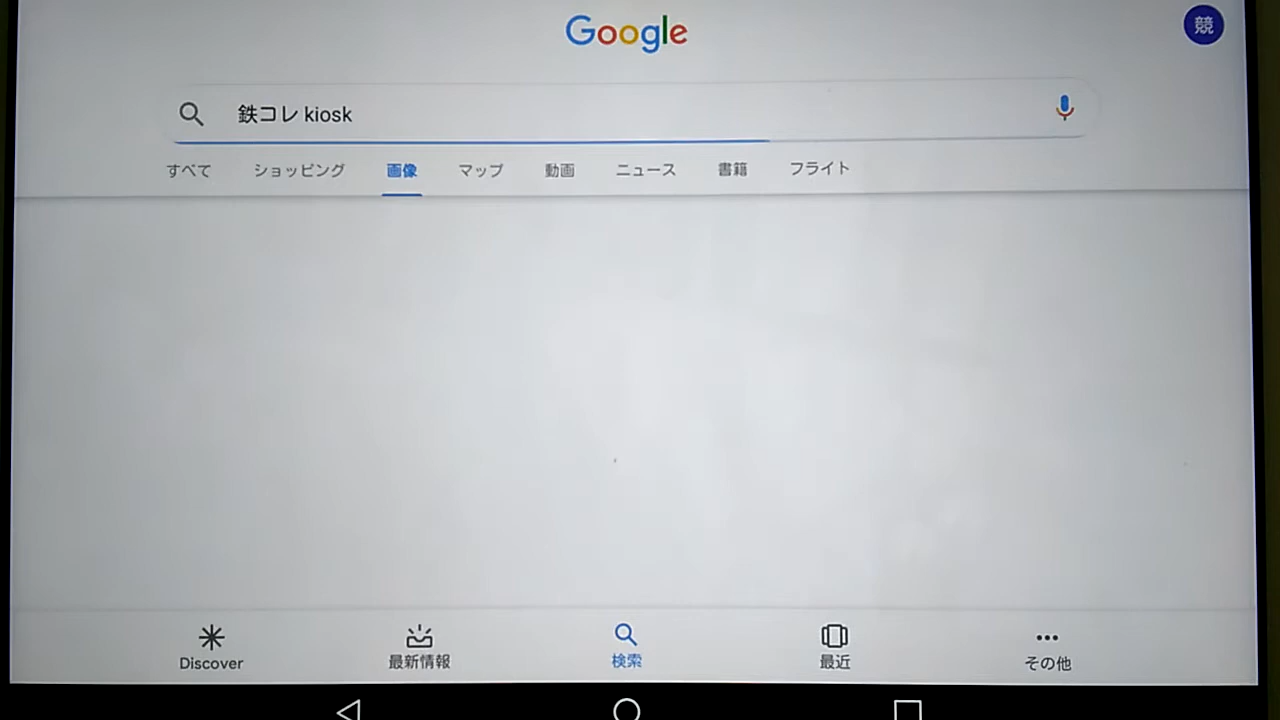 Google
競
鉄コレ kiosk
すべて ショッピング 画像 マップ 動画 ニュース 書籍 フライト
Discover 最新情報 検索 最近 その他